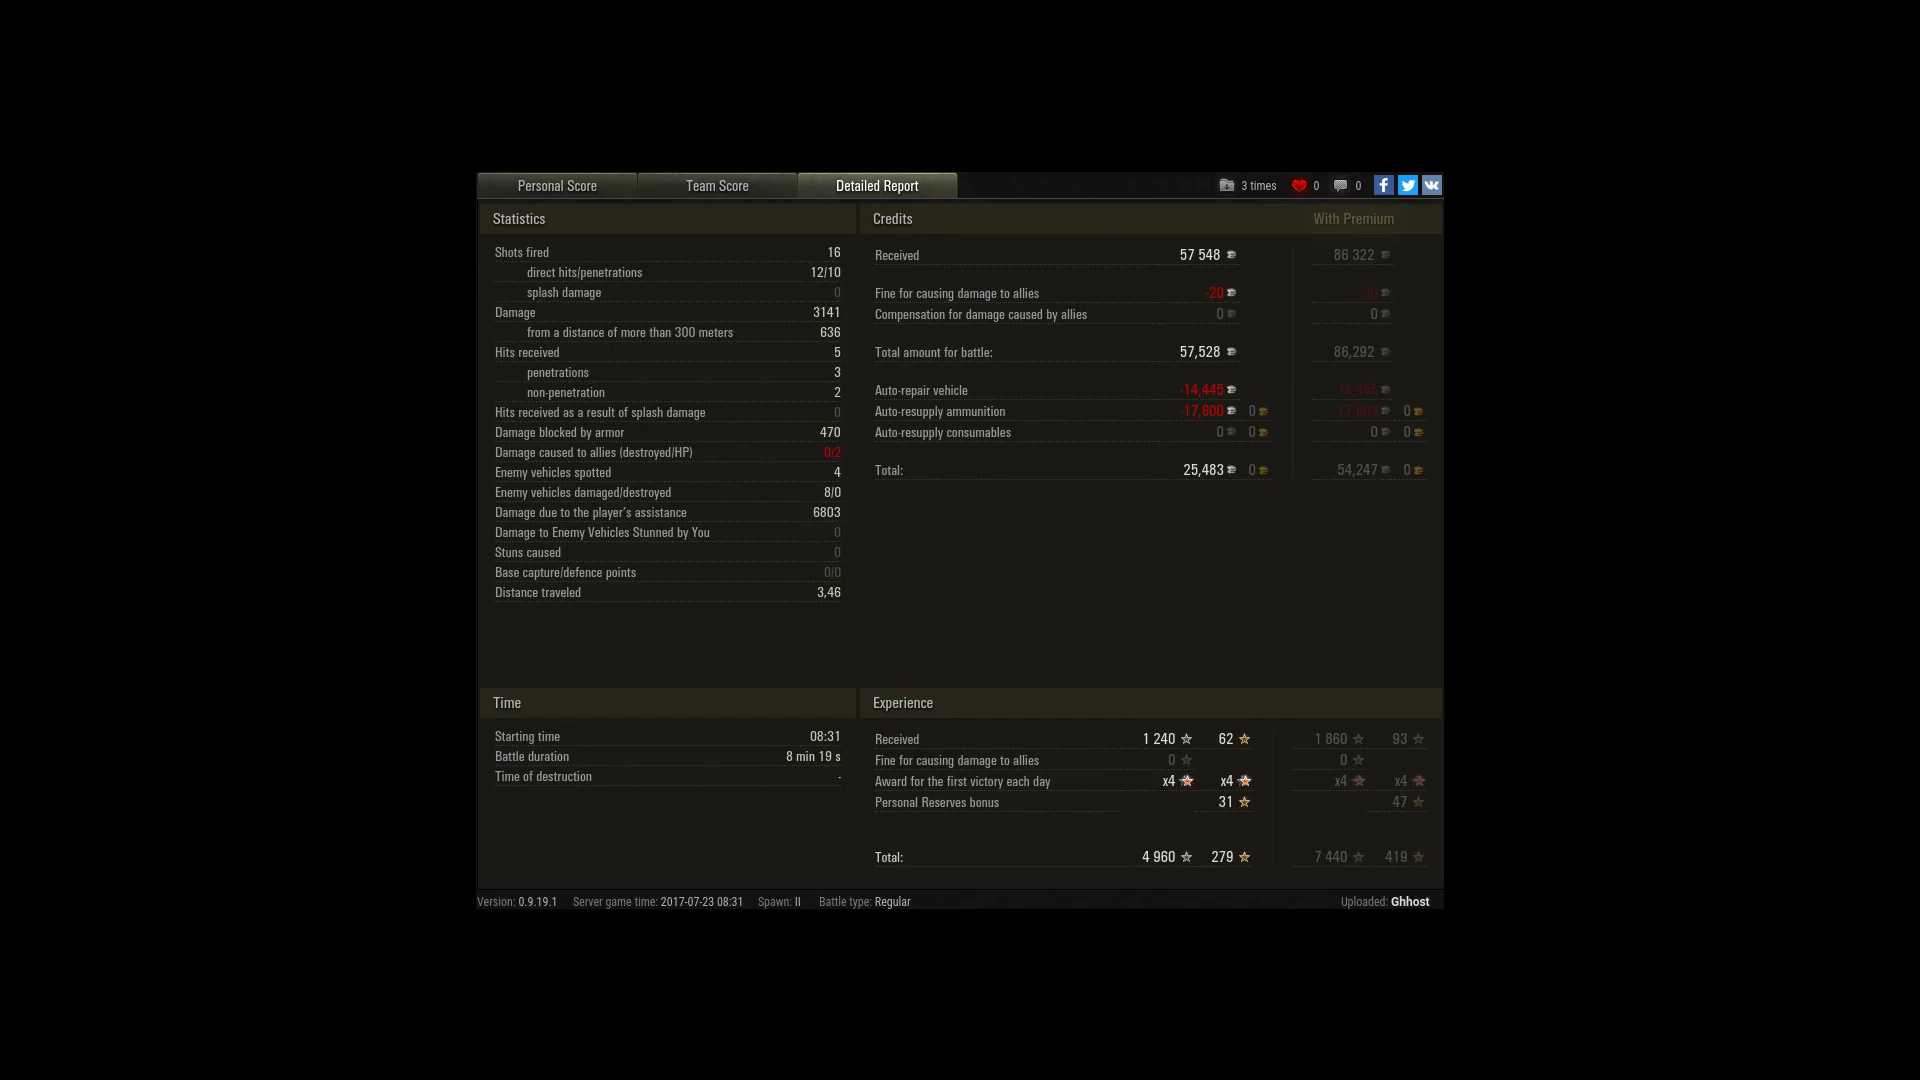 Personal Score Team Score Detailed Report 3 times 0 0
Statistics
Shots fired 16
direct hits/penetrations 12/10
splash damage 0
Damage 3141
from a distance of more than 300 meters 636
Hits received 5
penetrations 3
non-penetration 2
Hits received as a result of splash damage 0
Damage blocked by armor 470
Damage caused to allies (destroyed/HP) 0/2
Enemy vehicles spotted 4
Enemy vehicles damaged/destroyed 8/0
Damage due to the player's assistance 6803
Damage to Enemy Vehicles Stunned by You 0
Stuns caused 0
Base capture/defence points 0/0
Distance traveled 3,46
Credits With Premium
Received 57 548 86 322
Fine for causing damage to allies -20 -30
Compensation for damage caused by allies 0 0
Total amount for battle: 57,528 86,292
Auto-repair vehicle -14,445 -14,445
Auto-resupply ammunition -17,600 0 -17,600 0
Auto-resupply consumables 0 0 0 0
Total: 25,483 0 54,247 0
Time
Starting time 08:31
Battle duration 8 min 19 s
Time of destruction -
Experience
Received 1 240 62 1 860 93
Fine for causing damage to allies 0 0
Award for the first victory each day x4 x4 x4 x4
Personal Reserves bonus 31 47
Total: 4 960 279 7 440 419
Version: 0.9.19.1 Server game time: 2017-07-23 08:31 Spawn: II Battle type: Regular Uploaded: Ghhost